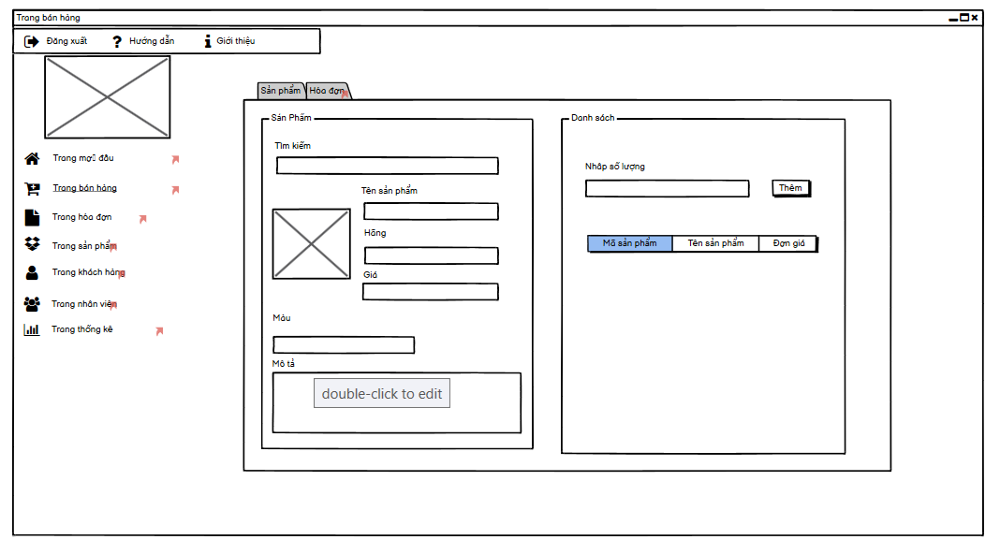 Trang bán hàng
Đăng xuất
Hướng dẫn
Giới thiệu
Sản phẩm
Hóa đơn
Trang mở đầu
Trang bán hàng
Trang hóa đơn
Trang sản phẩm
Trang khách hàng
Trang nhân viên
Trang thống kê
Sản Phẩm
Tìm kiếm
Tên sản phẩm
Hãng
Giá
Màu
Mô tả
double-click to edit
Danh sách
Nhập số lượng
Thêm
Mã sản phẩm
Tên sản phẩm
Đơn giá